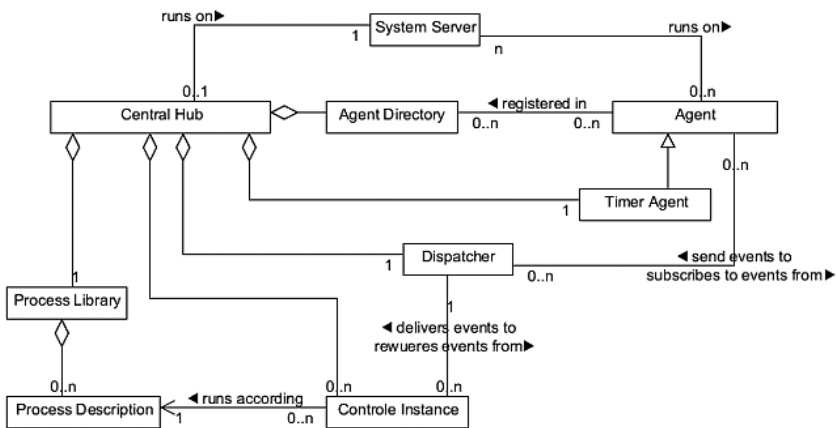 runs on▶
System Server
runs on▶
1
n
0..1
0..n
Central Hub
Agent Directory
◀ registered in
Agent
0..n
0..n
0..n
Timer Agent
1
Dispatcher
1
0..n
◀ send events to
subscribes to events from▶
1
1
Process Library
◀ delivers events to
rewueres events from▶
0..n
0..n
0..n
Process Description
◀ runs according
Controle Instance
1
0..n